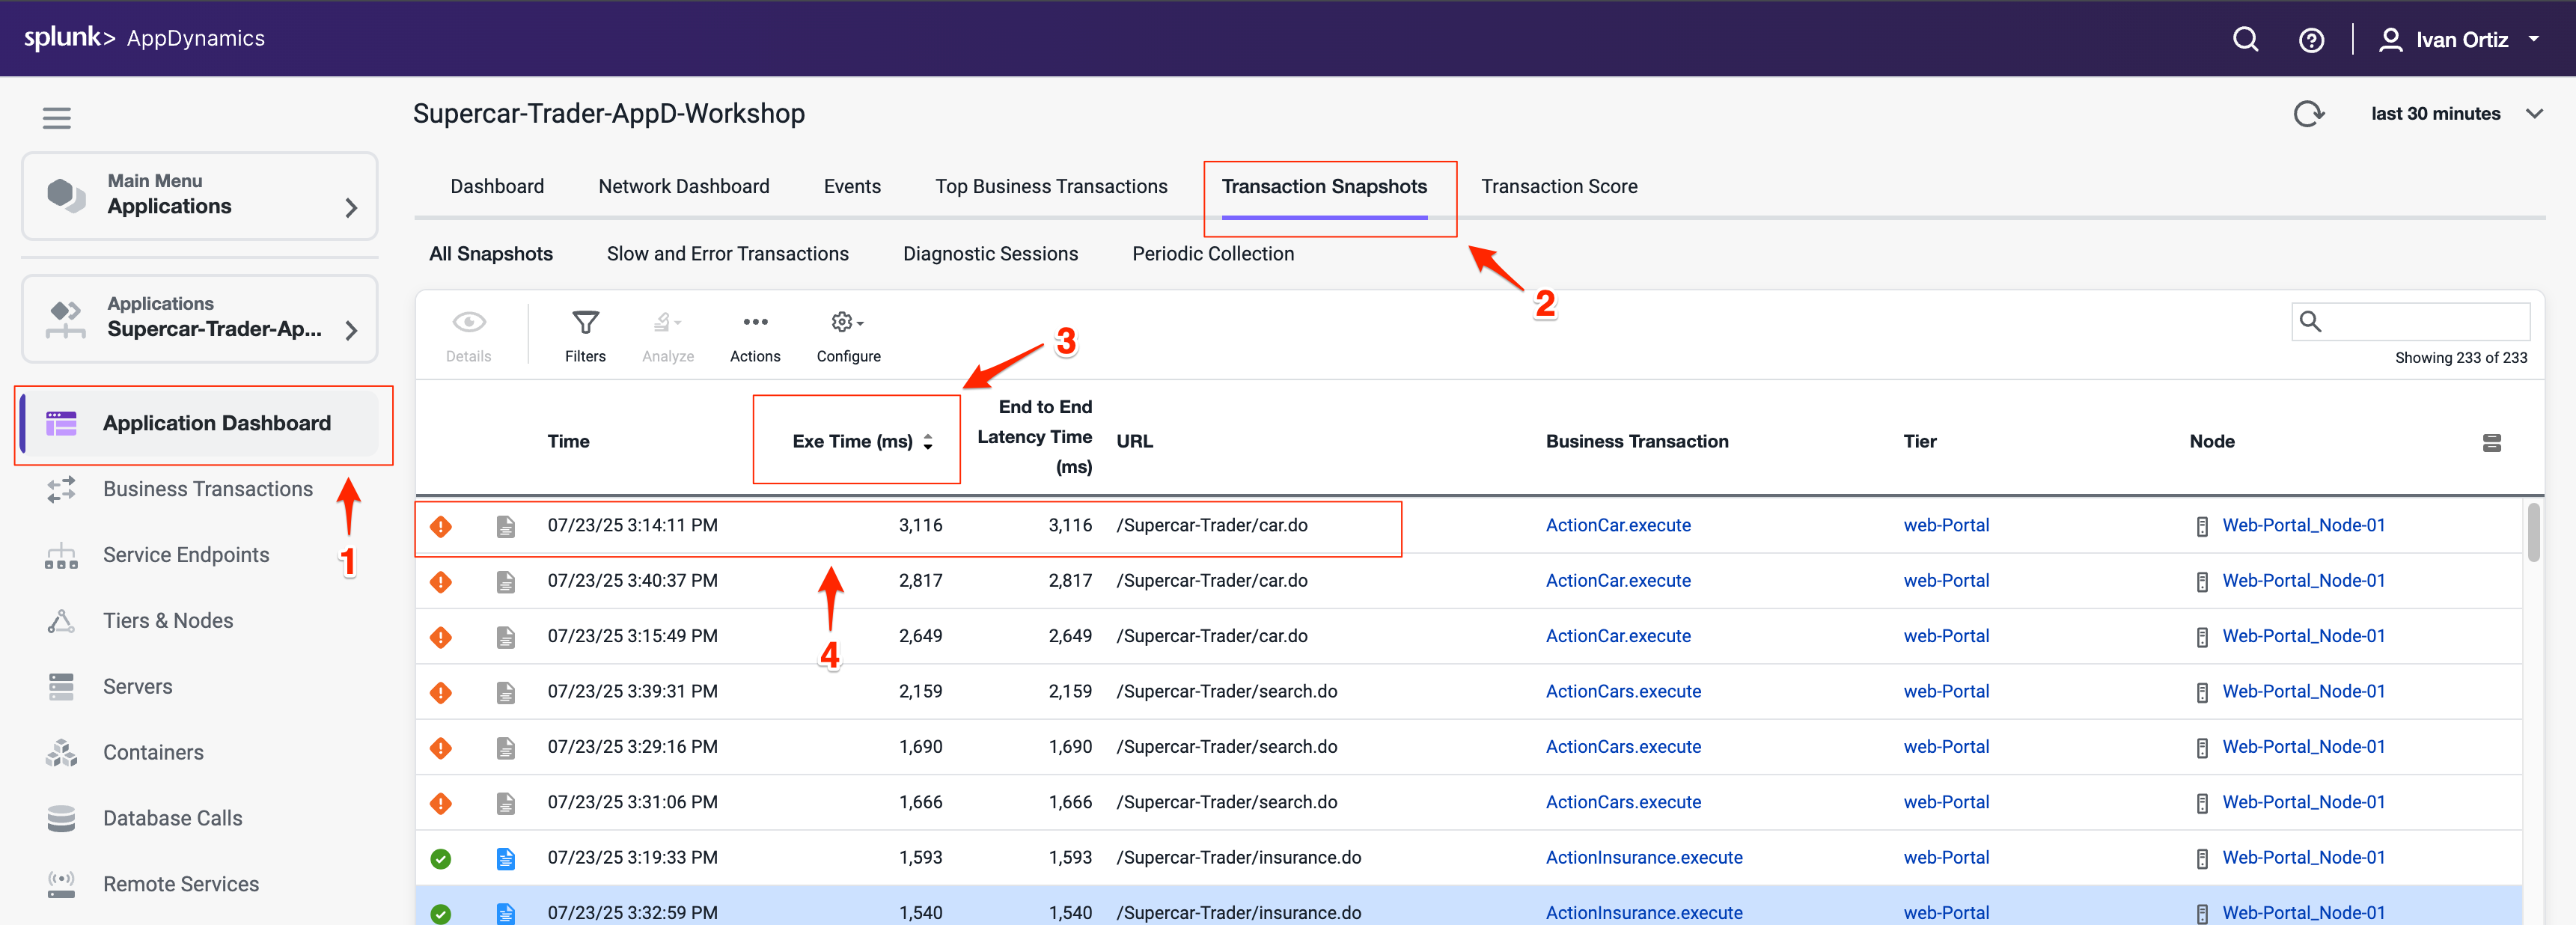 splunk> AppDynamics
Ivan Ortiz
Supercar-Trader-AppD-Workshop
last 30 minutes
Main Menu
Applications
Applications
Supercar-Trader-Ap...
Application Dashboard
Business Transactions
Service Endpoints
Tiers & Nodes
Servers
Containers
Database Calls
Remote Services
1
Dashboard Network Dashboard Events Top Business Transactions Transaction Snapshots Transaction Score
2
All Snapshots Slow and Error Transactions Diagnostic Sessions Periodic Collection
Details Filters Analyze Actions Configure
3
Showing 233 of 233
Time Exe Time (ms) End to End Latency Time (ms) URL Business Transaction Tier Node
07/23/25 3:14:11 PM 3,116 3,116 /Supercar-Trader/car.do ActionCar.execute web-Portal Web-Portal_Node-01
07/23/25 3:40:37 PM 2,817 2,817 /Supercar-Trader/car.do ActionCar.execute web-Portal Web-Portal_Node-01
07/23/25 3:15:49 PM 2,649 2,649 /Supercar-Trader/car.do ActionCar.execute web-Portal Web-Portal_Node-01
4
07/23/25 3:39:31 PM 2,159 2,159 /Supercar-Trader/search.do ActionCars.execute web-Portal Web-Portal_Node-01
07/23/25 3:29:16 PM 1,690 1,690 /Supercar-Trader/search.do ActionCars.execute web-Portal Web-Portal_Node-01
07/23/25 3:31:06 PM 1,666 1,666 /Supercar-Trader/search.do ActionCars.execute web-Portal Web-Portal_Node-01
07/23/25 3:19:33 PM 1,593 1,593 /Supercar-Trader/insurance.do ActionInsurance.execute web-Portal Web-Portal_Node-01
07/23/25 3:32:59 PM 1,540 1,540 /Supercar-Trader/insurance.do ActionInsurance.execute web-Portal Web-Portal_Node-01